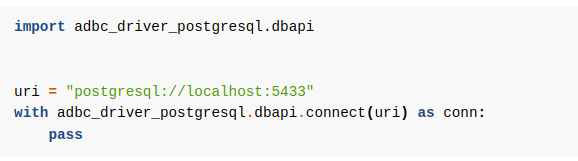 import adbc_driver_postgresql.dbapi
uri = "postgresql://localhost:5433"
with adbc_driver_postgresql.dbapi.connect(uri) as conn:
    pass